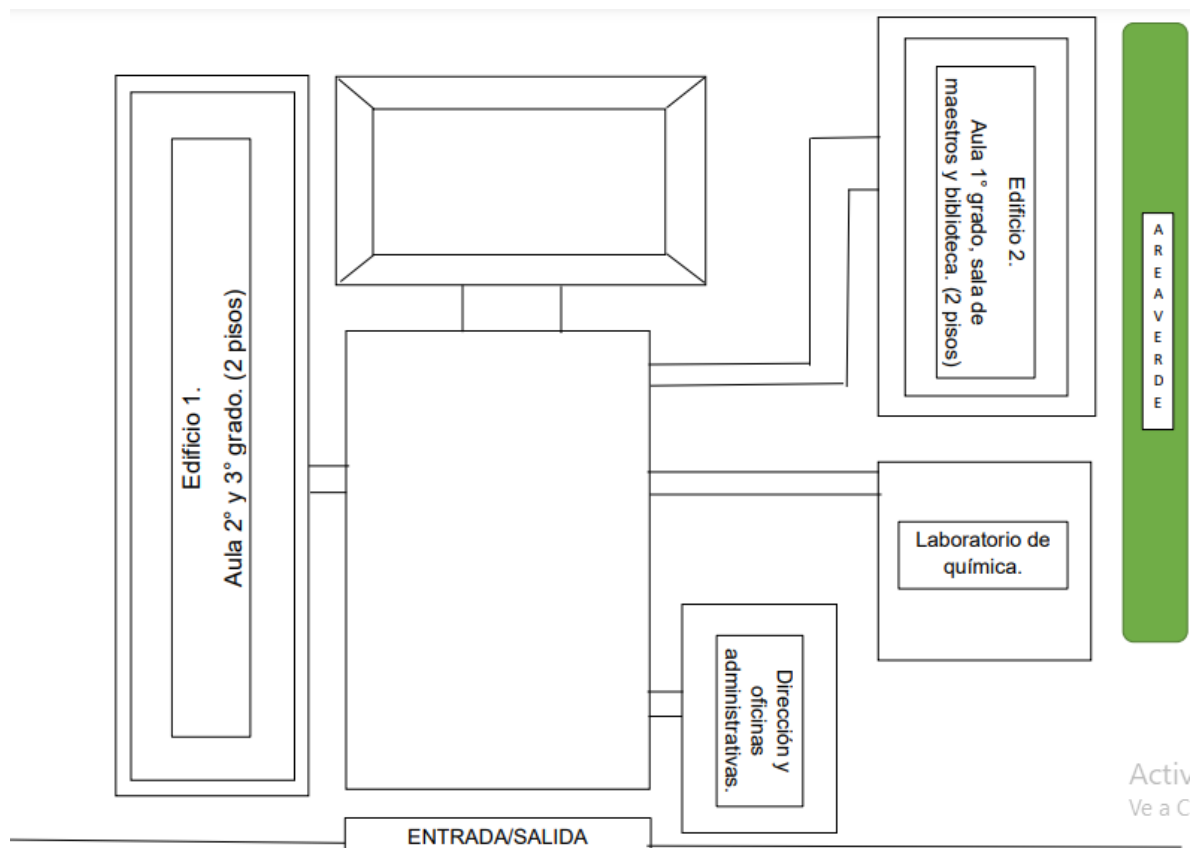 Edificio 1.
Aula 2° y 3° grado. (2 pisos)
Edificio 2.
Aula 1° grado, sala de
maestros y biblioteca. (2 pisos)
A
R
E
A
V
E
R
D
E
Laboratorio de
química.
Dirección y
oficinas
administrativas.
ENTRADA/SALIDA
Activ
Ve a C